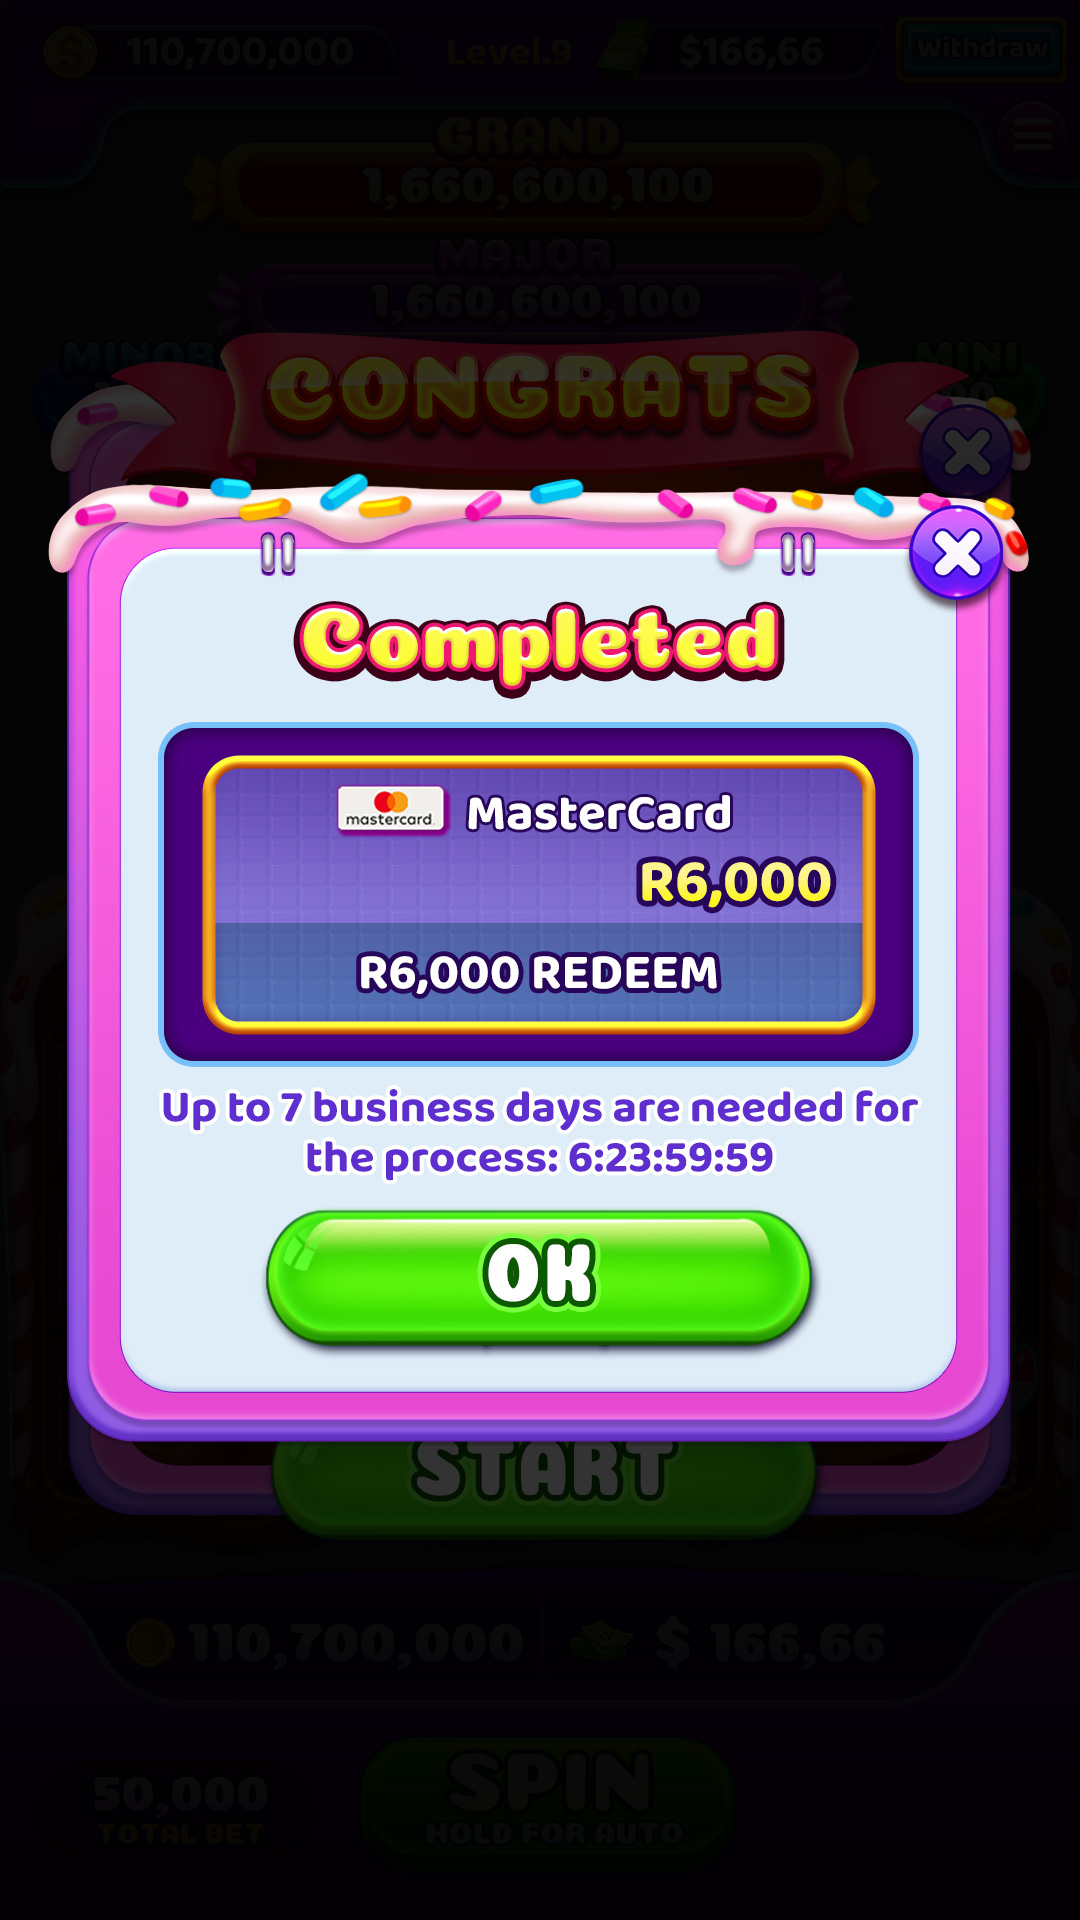 110,700,000 Level.9 $166,66 Withdraw
GRAND
1,660,600,100
MAJOR
1,660,600,100
MINOR MINI
CONGRATS
Completed
mastercard. MasterCard
R6,000
R6,000 REDEEM
Up to 7 business days are needed for
the process: 6:23:59:59
OK
START
110,700,000 $ 166,66
50,000
TOTAL BET
SPIN
HOLD FOR AUTO